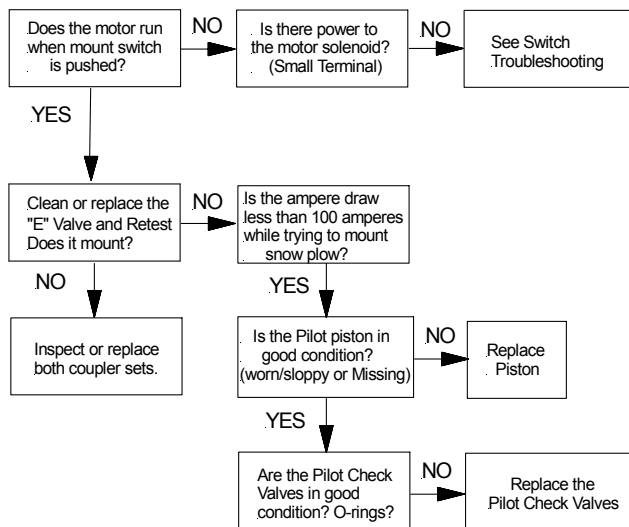 Does the motor run
when mount switch
is pushed?
NO
Is there power to
the motor solenoid?
(Small Terminal)
NO
See Switch
Troubleshooting
YES
Clean or replace the
"E" Valve and Retest
Does it mount?
NO
Is the ampere draw
less than 100 amperes
while trying to mount
snow plow?
NO
YES
Inspect or replace
both coupler sets.
Is the Pilot piston in
good condition?
(worn/sloppy or Missing)
NO
Replace
Piston
YES
Are the Pilot Check
Valves in good
condition? O-rings?
NO
Replace the
Pilot Check Valves